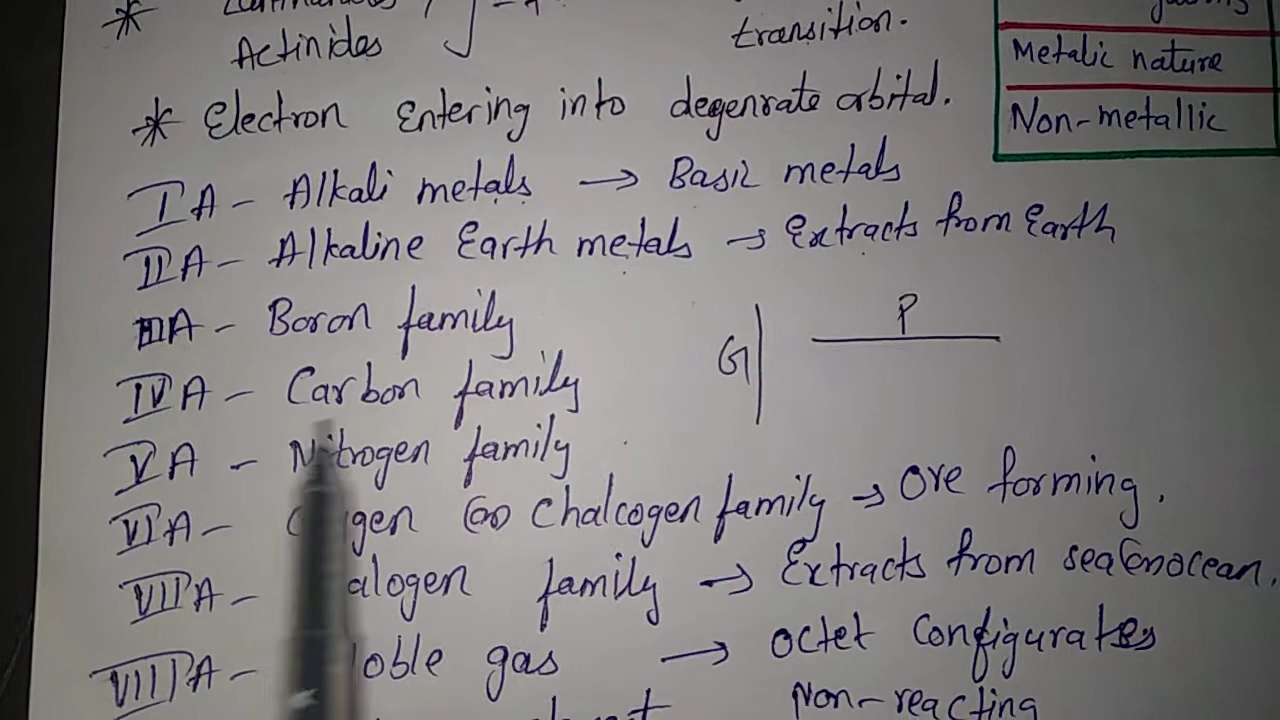 *
Actinides
transition.
Metalic nature
Non-metallic
* Electron Entering into degenrate orbital.
IA - Alkali metals → Basic metals
IIA - Alkaline Earth metals → Extracts from Earth
IIIA - Boron family
G P
IVA - Carbon family
VA - Nitrogen family
VIA - gen (or) Chalcogen family → Ore forming.
VIIA - alogen family → Extracts from sea (or) ocean.
VIIIA - oble gas → Octet Configurates
Non-reacting